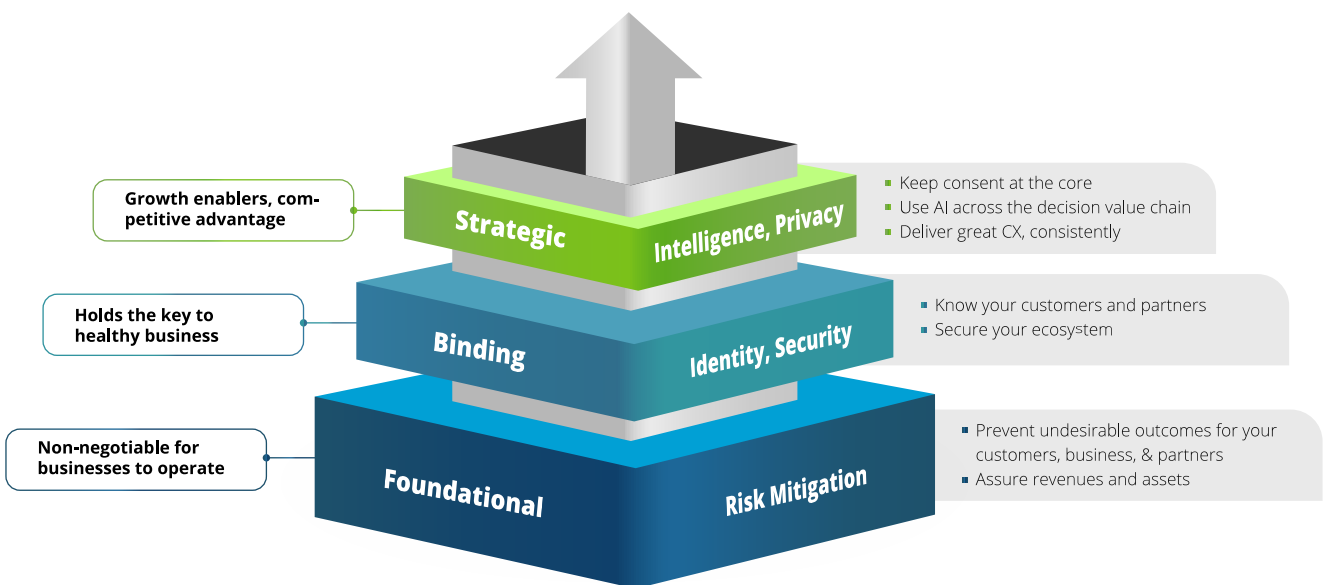 Growth enablers, com-
petitive advantage
Strategic
Intelligence, Privacy
Keep consent at the core
Use AI across the decision value chain
Deliver great CX, consistently
Holds the key to
healthy business
Binding
Identity, Security
Know your customers and partners
Secure your ecosystem
Non-negotiable for
businesses to operate
Foundational
Risk Mitigation
Prevent undesirable outcomes for your
customers, business, & partners
Assure revenues and assets